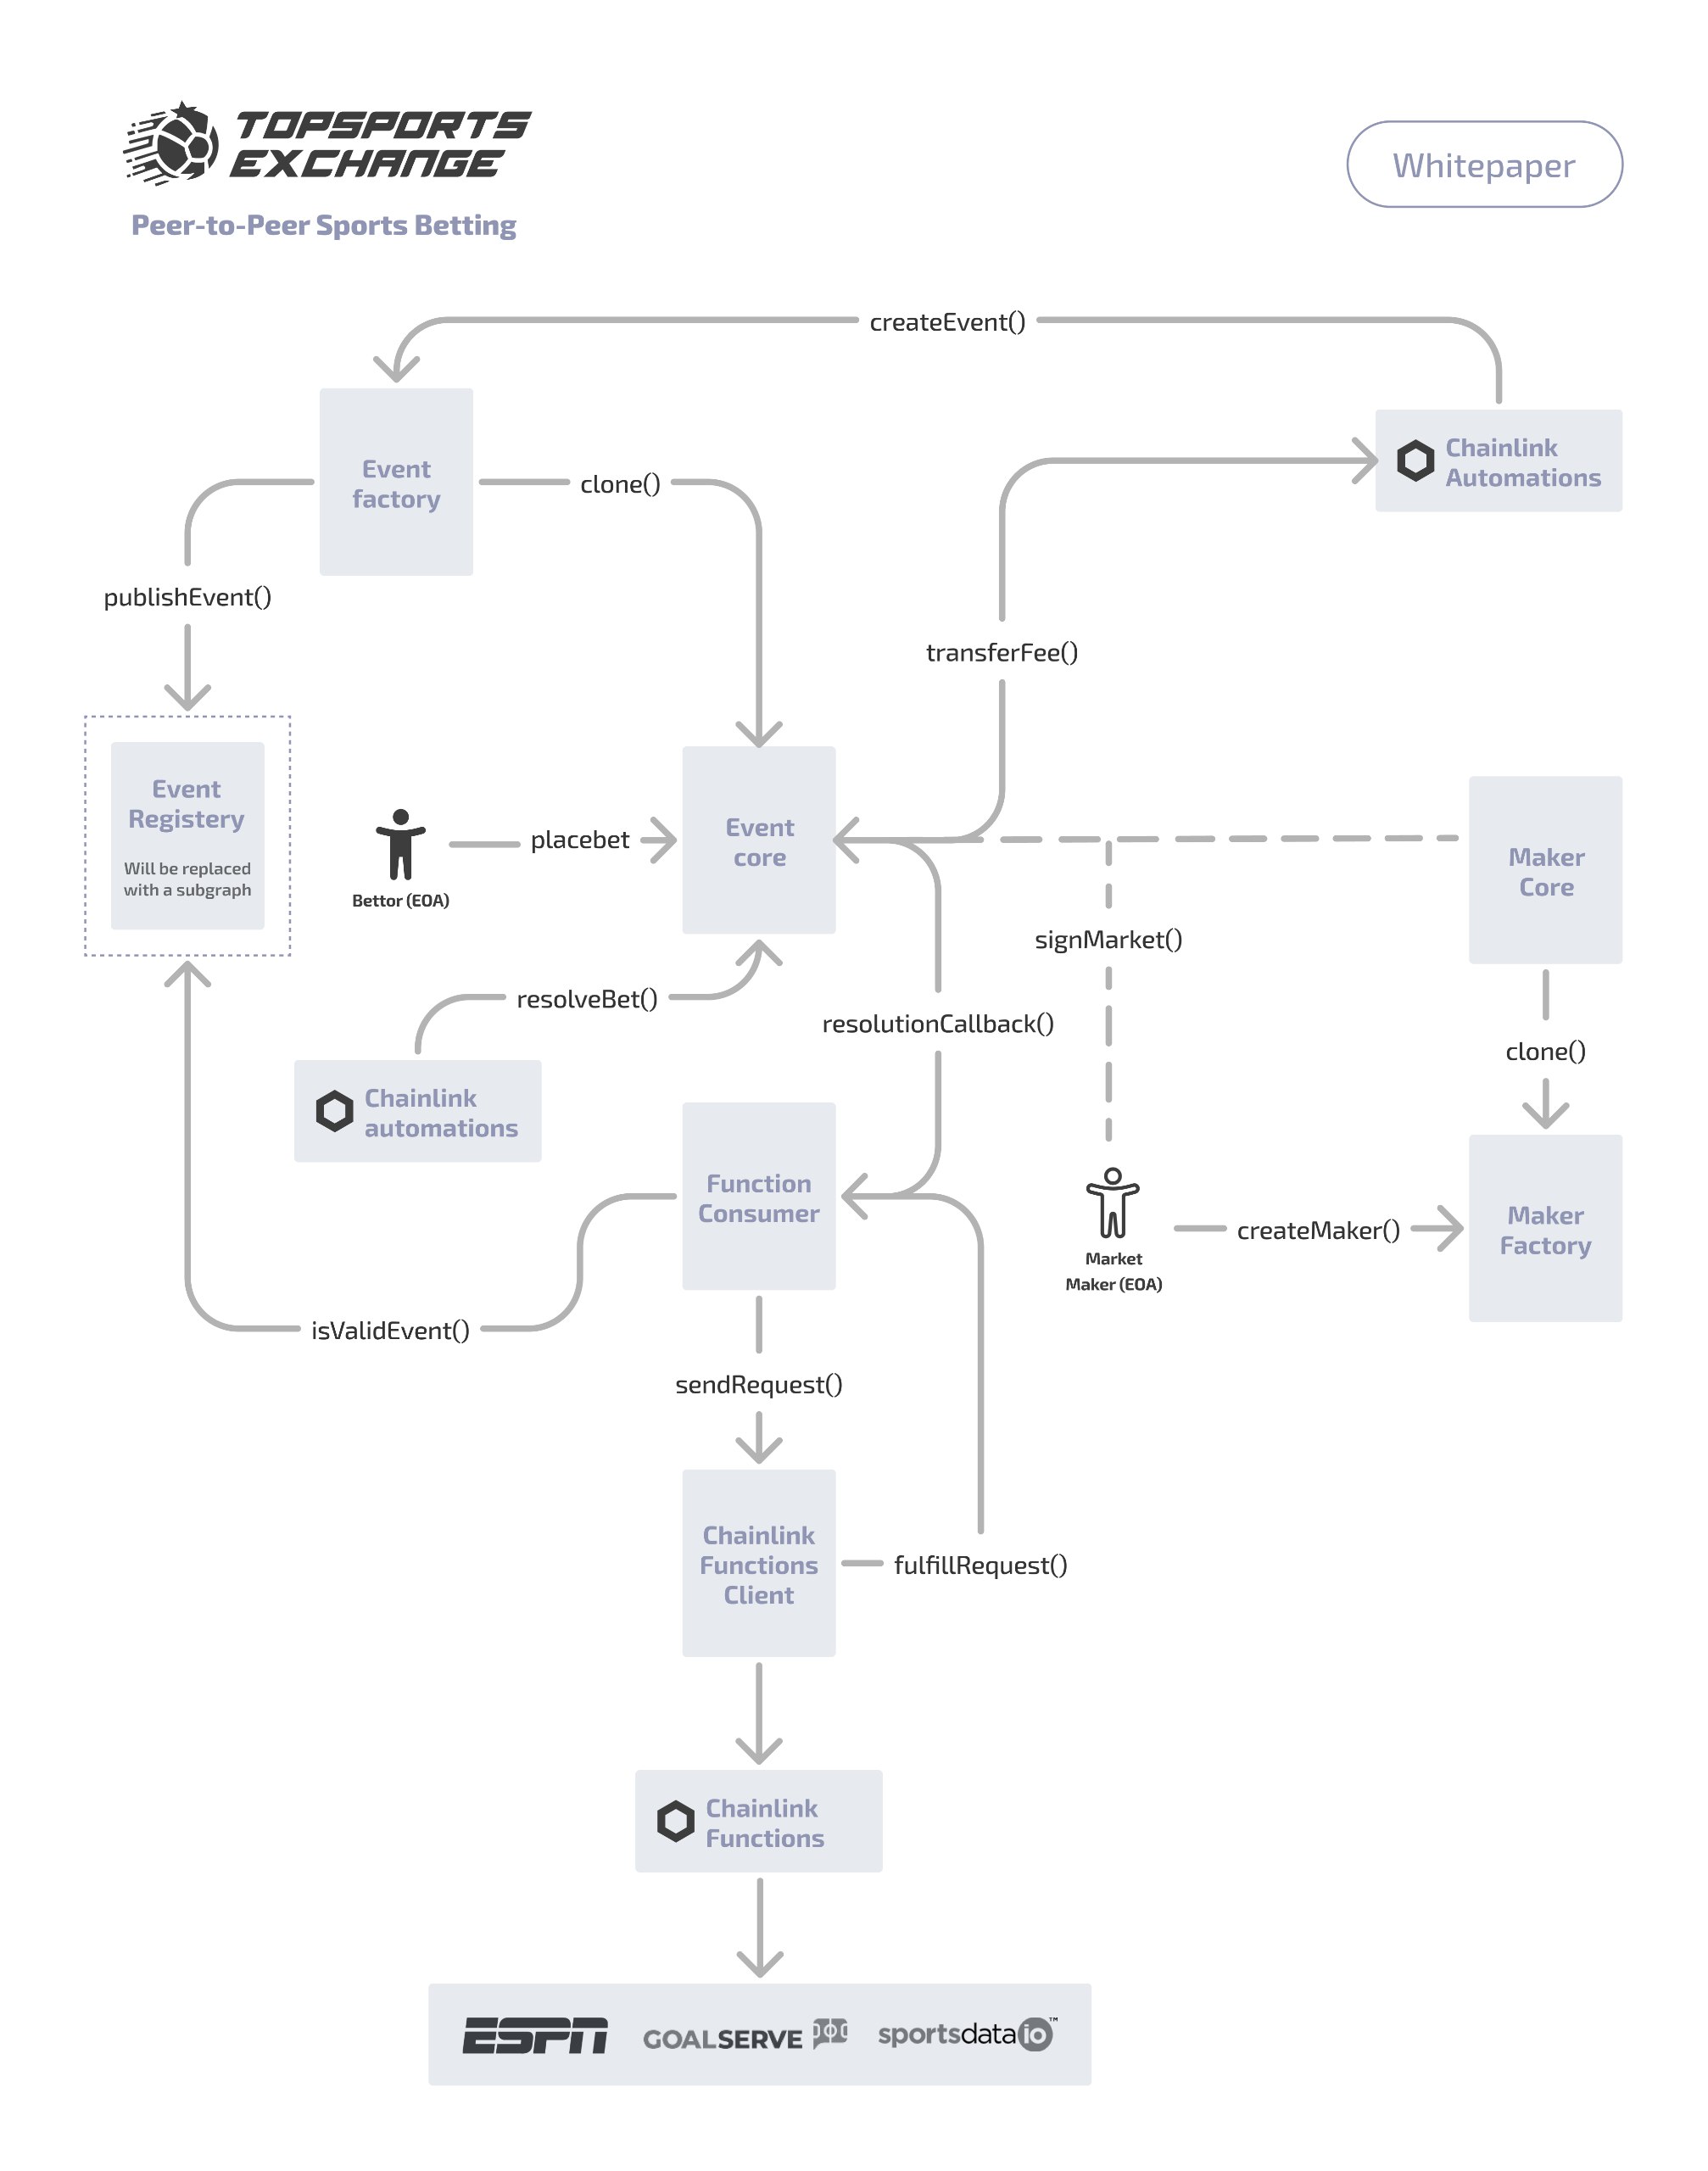 TOPSPORTS
EXCHANGE
Peer-to-Peer Sports Betting
Whitepaper
createEvent()
Event
factory
clone()
Chainlink
Automations
publishEvent()
transferFee()
Event
Registery
Will be replaced
with a subgraph
Bettor (EOA)
placebet
Event
core
Maker
Core
signMarket()
resolveBet()
resolutionCallback()
clone()
Chainlink
automations
Function
Consumer
Market
Maker (EOA)
createMaker()
Maker
Factory
isValidEvent()
sendRequest()
Chainlink
Functions
Client
fulfillRequest()
Chainlink
Functions
ESPN
GOALSERVE
sportsdata io™